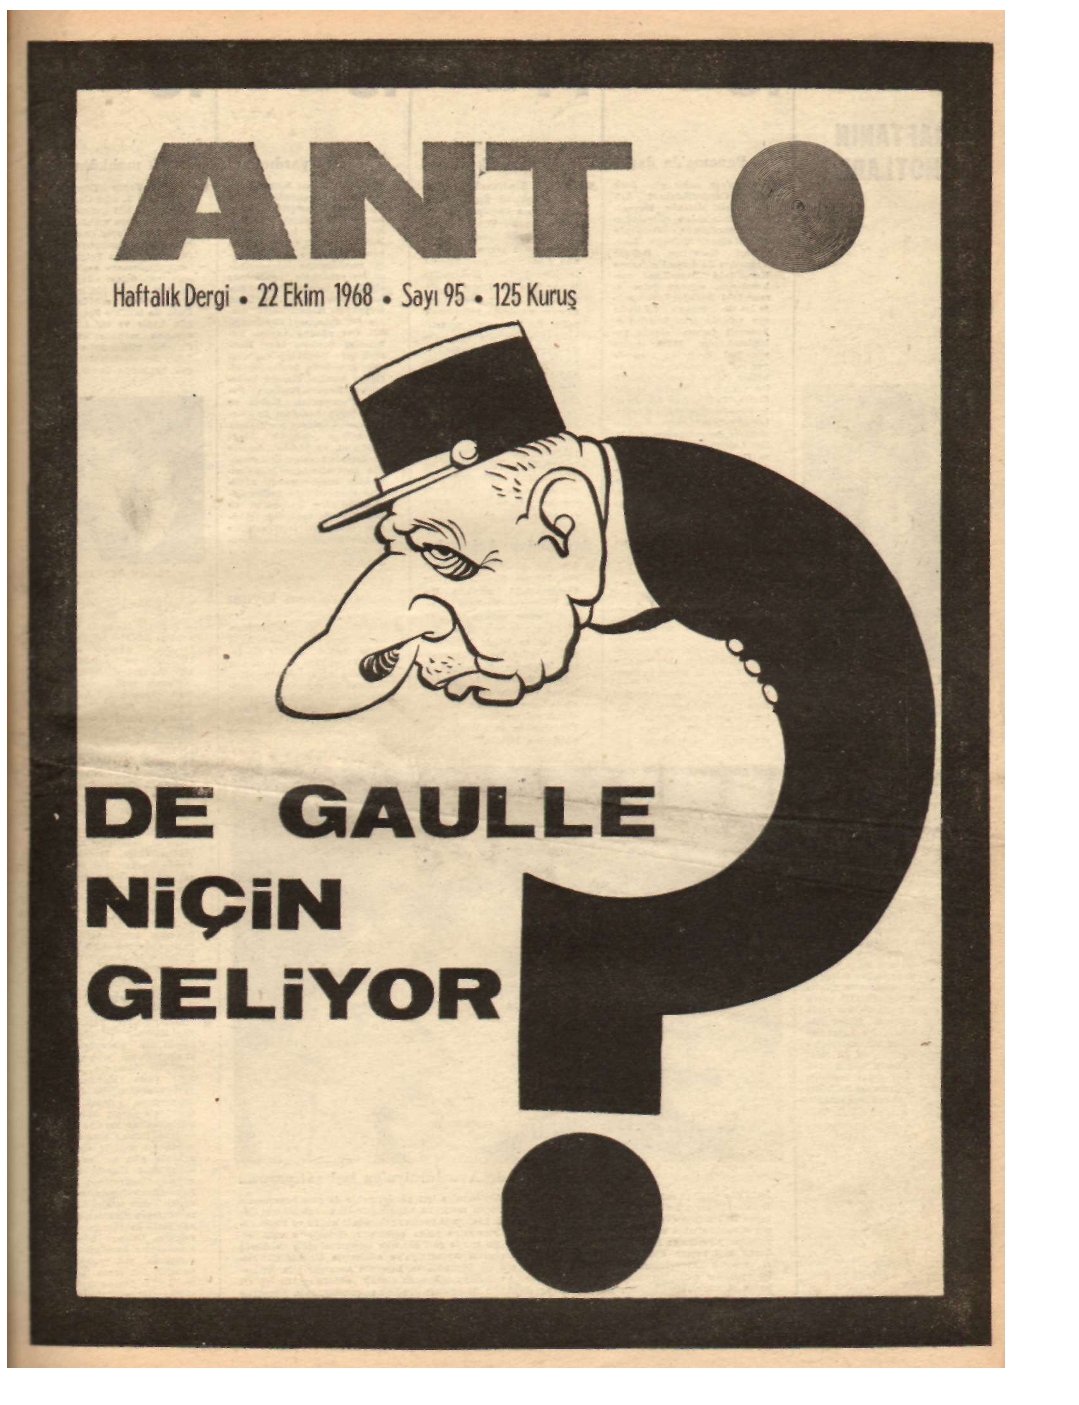 ANT
Haftalık Dergi • 22 Ekim 1968 • Sayı 95 • 125 Kuruş
DE GAULLE
NiÇiN
GELiYOR
?